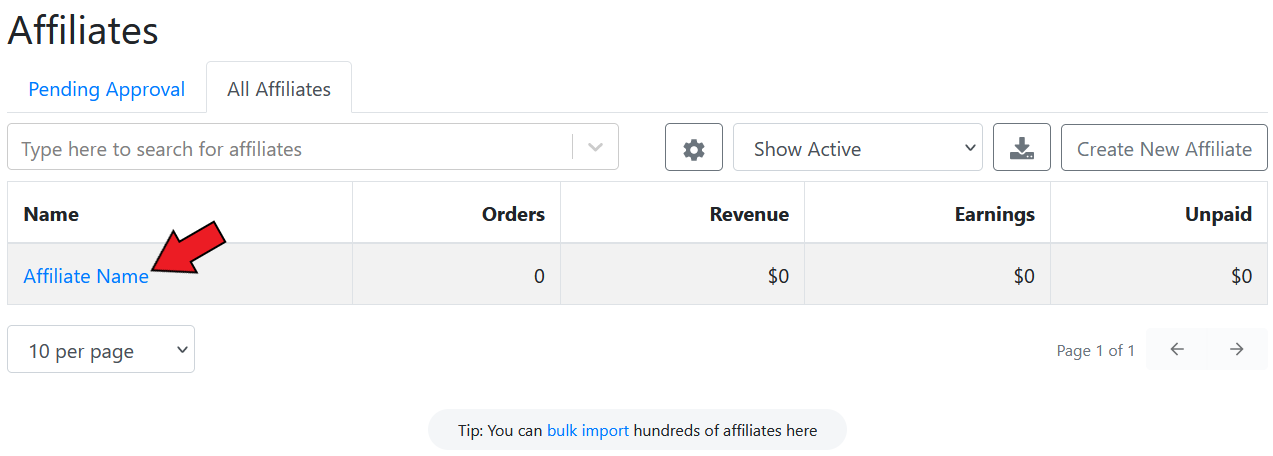 Affiliates
Pending Approval All Affiliates
Type here to search for affiliates Show Active Create New Affiliate
Name Orders Revenue Earnings Unpaid
Affiliate Name 0 $0 $0 $0
10 per page Page 1 of 1
Tip: You can bulk import hundreds of affiliates here